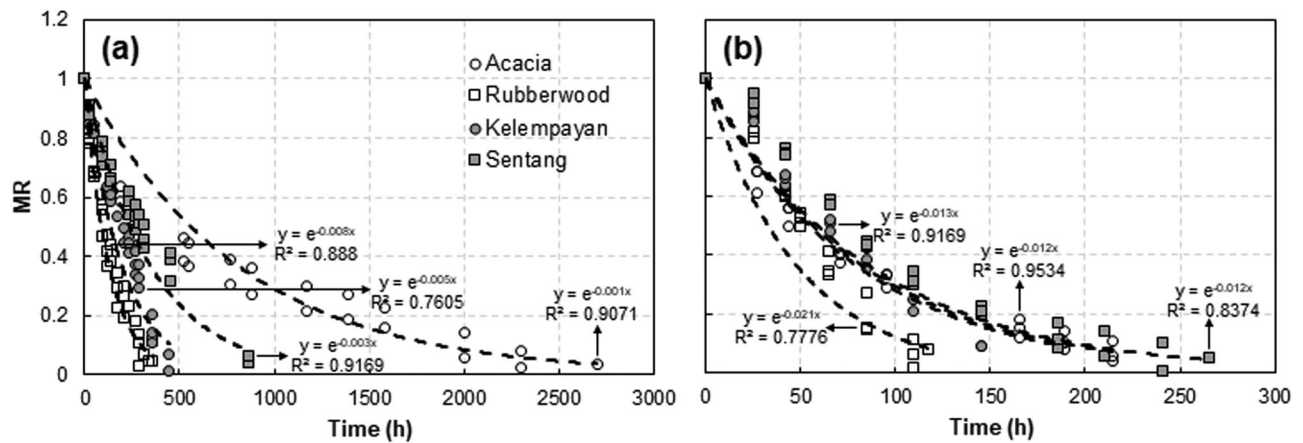 (a)
Acacia
Rubberwood
Kelempayan
Sentang
y = e^-0.008x
R² = 0.888
y = e^-0.005x
R² = 0.7605
y = e^-0.001x
R² = 0.9071
y = e^-0.003x
R² = 0.9169
MR
1.2
1
0.8
0.6
0.4
0.2
0
0 500 1000 1500 2000 2500 3000
Time (h)
(b)
y = e^-0.013x
R² = 0.9169
y = e^-0.012x
R² = 0.9534
y = e^-0.012x
R² = 0.8374
y = e^-0.021x
R² = 0.7776
0 50 100 150 200 250 300
Time (h)